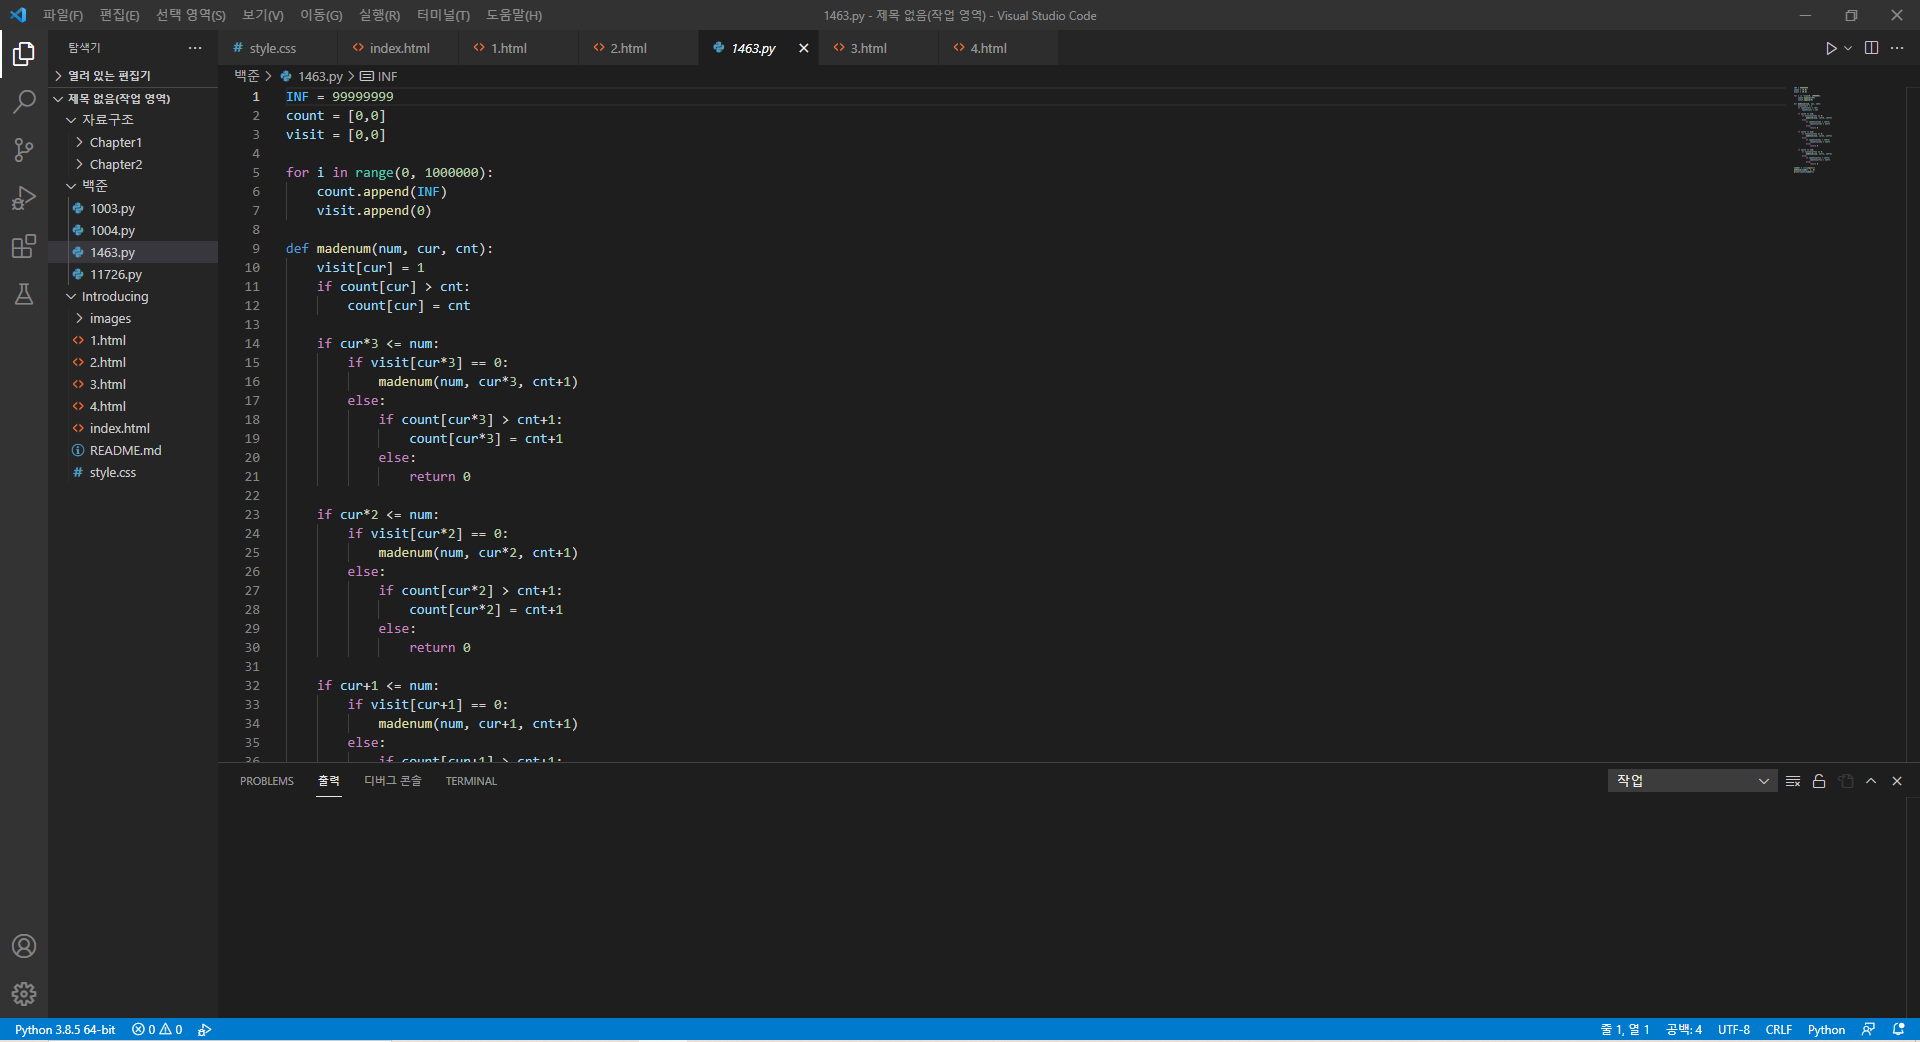 파일(F) 편집(E) 선택 영역(S) 보기(V) 이동(G) 실행(R) 터미널(T) 도움말(H)
1463.py - 제목 없음(작업 영역) - Visual Studio Code
탐색기
열려 있는 편집기
제목 없음(작업 영역)
자료구조
Chapter1
Chapter2
백준
1003.py
1004.py
1463.py
11726.py
Introducing
images
1.html
2.html
3.html
4.html
index.html
README.md
style.css
style.css index.html 1.html 2.html 1463.py 3.html 4.html
백준 > 1463.py > INF
1 INF = 99999999
2 count = [0,0]
3 visit = [0,0]
4
5 for i in range(0, 1000000):
6     count.append(INF)
7     visit.append(0)
8
9 def madenum(num, cur, cnt):
10     visit[cur] = 1
11     if count[cur] > cnt:
12         count[cur] = cnt
13
14     if cur*3 <= num:
15         if visit[cur*3] == 0:
16             madenum(num, cur*3, cnt+1)
17         else:
18             if count[cur*3] > cnt+1:
19                 count[cur*3] = cnt+1
20             else:
21                 return 0
22
23     if cur*2 <= num:
24         if visit[cur*2] == 0:
25             madenum(num, cur*2, cnt+1)
26         else:
27             if count[cur*2] > cnt+1:
28                 count[cur*2] = cnt+1
29             else:
30                 return 0
31
32     if cur+1 <= num:
33         if visit[cur+1] == 0:
34             madenum(num, cur+1, cnt+1)
35         else:
36             if count[cur+1] > cnt+1:
PROBLEMS 출력 디버그 콘솔 TERMINAL
작업
Python 3.8.5 64-bit 0 0
줄 1, 열 1 공백: 4 UTF-8 CRLF Python